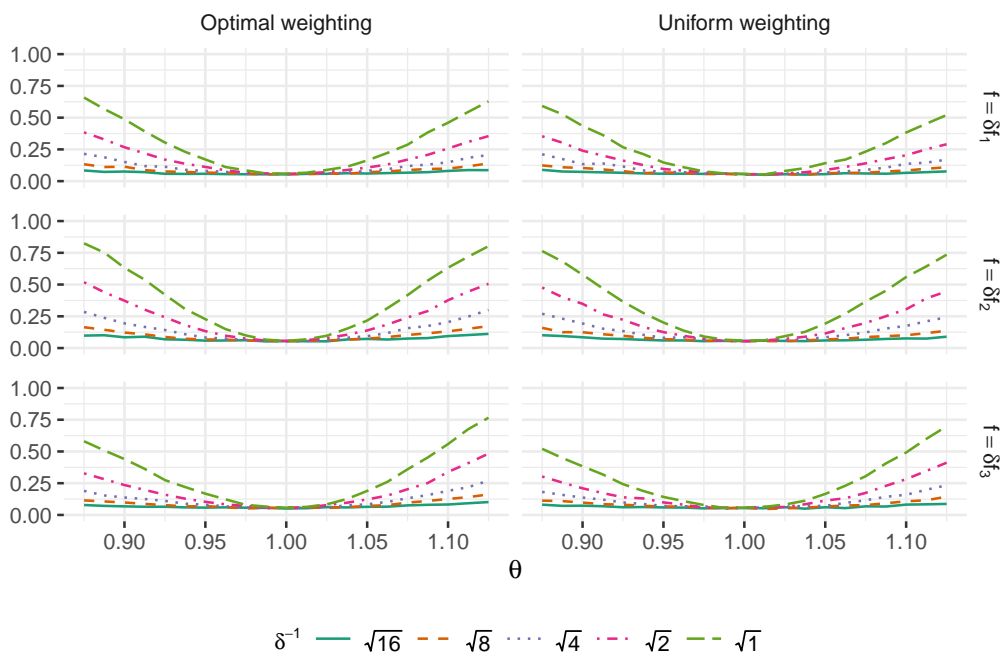 Optimal weighting Uniform weighting
1.00
0.75
0.50
0.25
0.00
f = δf₁
1.00
0.75
0.50
0.25
0.00
f = δf₂
1.00
0.75
0.50
0.25
0.00
f = δf₃
0.90 0.95 1.00 1.05 1.10 0.90 0.95 1.00 1.05 1.10
θ
δ⁻¹ √16 √8 √4 √2 √1